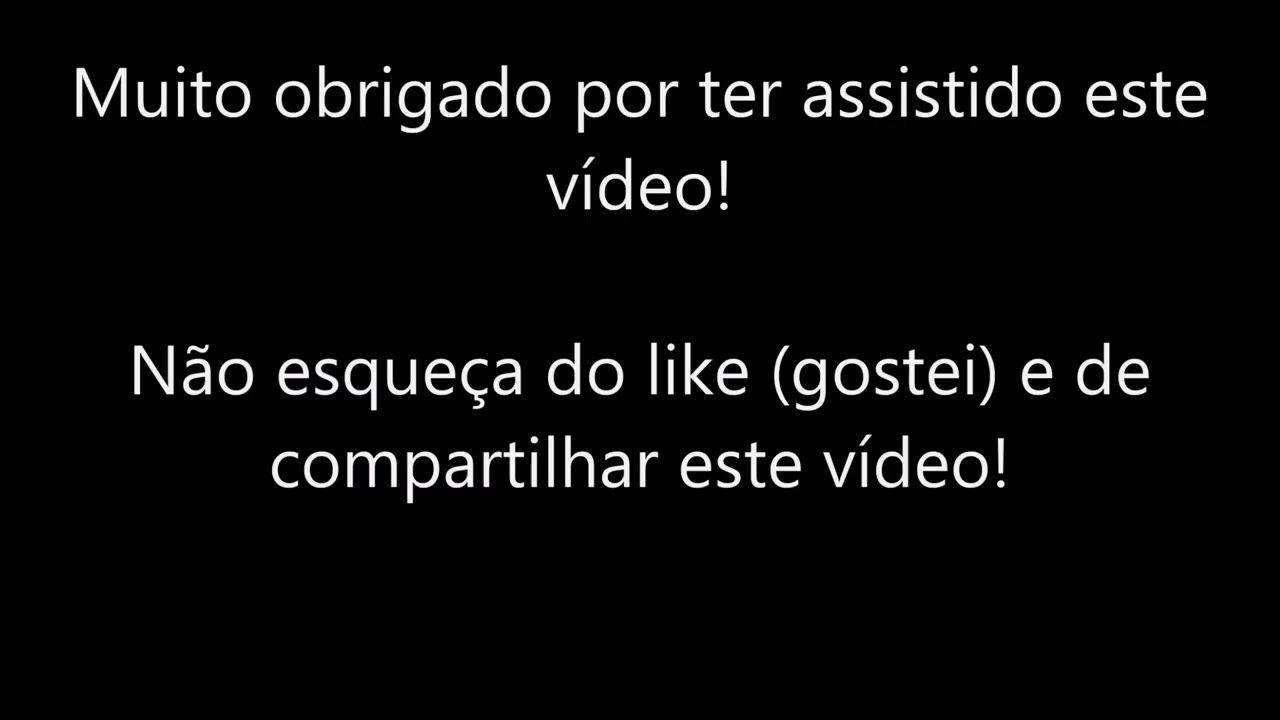 Muito obrigado por ter assistido este
vídeo!
Não esqueça do like (gostei) e de
compartilhar este vídeo!